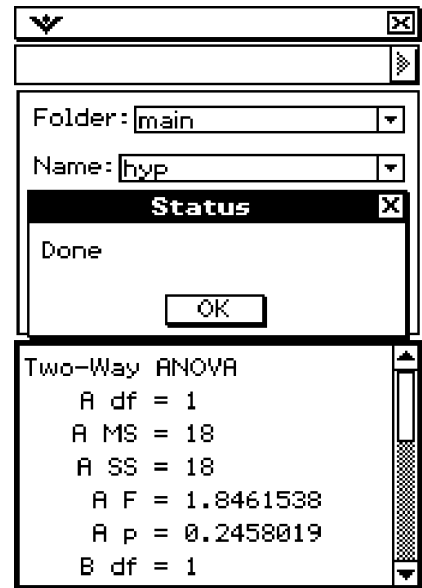 Folder: main
Name: hyp
Status
Done
OK
Two-Way ANOVA
A df = 1
A MS = 18
A SS = 18
A F = 1.8461538
A p = 0.2458019
B df = 1